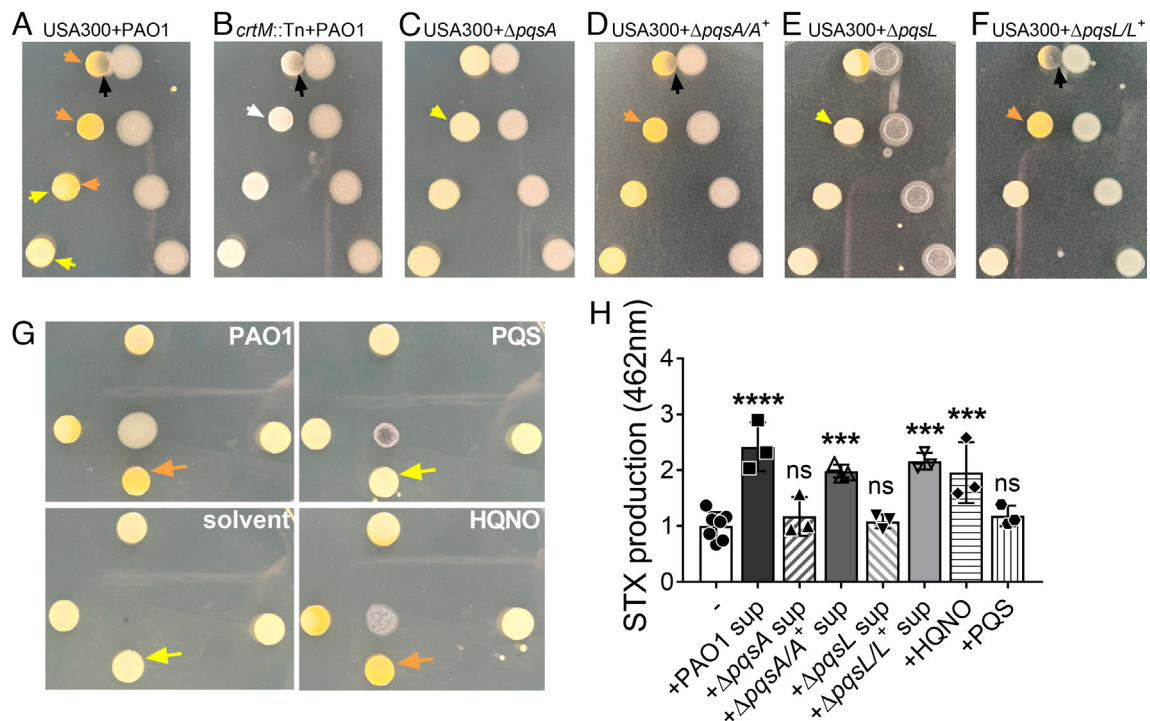 A USA300+PAO1
B crtM::Tn+PAO1
C USA300+ΔpqsA
D USA300+ΔpqsA/A⁺
E USA300+ΔpqsL
F USA300+ΔpqsL/L⁺
G
PAO1
PQS
solvent
HQNO
H
STX production (462nm)
4
3
2
1
0
****
ns
***
ns
***
***
ns
-
+PAO1 sup
+ΔpqsA sup
+ΔpqsA/A⁺ sup
+ΔpqsL sup
+ΔpqsL/L⁺ sup
+HQNO
+PQS